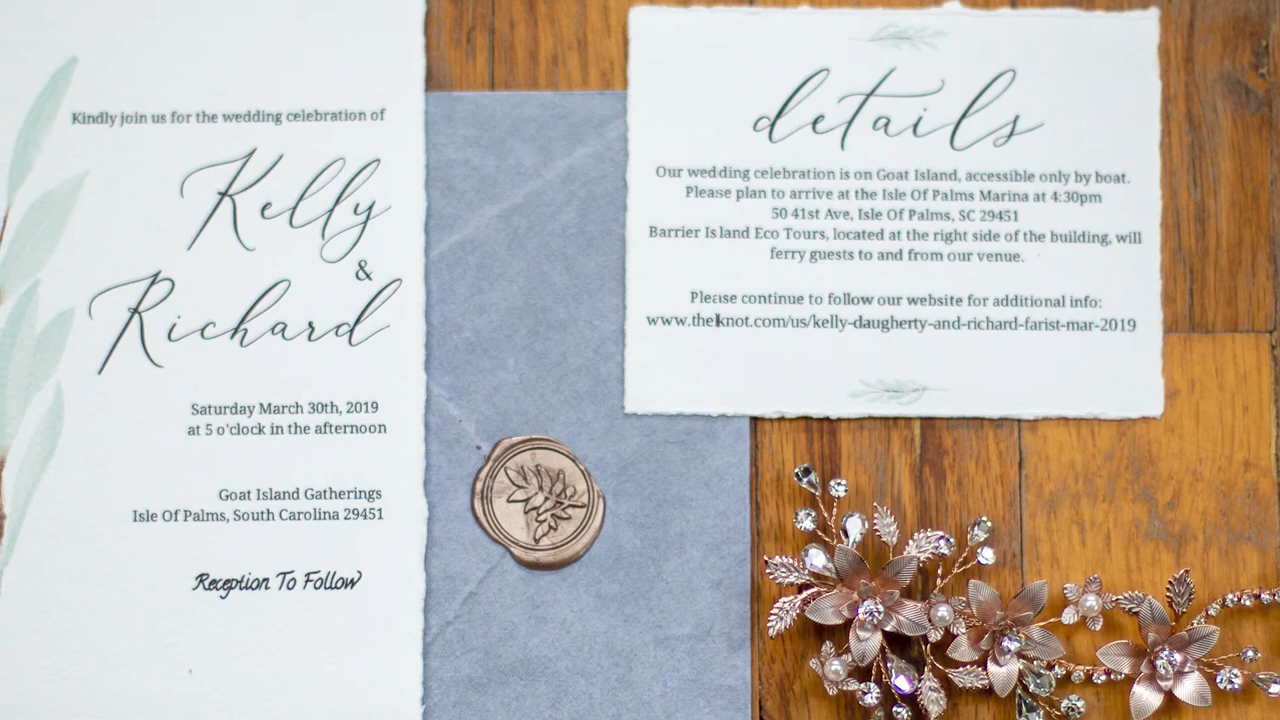 Kindly join us for the wedding celebration of
Kelly
&
Richard
Saturday March 30th, 2019
at 5 o'clock in the afternoon
Goat Island Gatherings
Isle Of Palms, South Carolina 29451
Reception To Follow
details
Our wedding celebration is on Goat Island, accessible only by boat.
Please plan to arrive at the Isle Of Palms Marina at 4:30pm
50 41st Ave, Isle Of Palms, SC 29451
Barrier Island Eco Tours, located at the right side of the building, will
ferry guests to and from our venue.
Please continue to follow our website for additional info:
www.theknot.com/us/kelly-daugherty-and-richard-farist-mar-2019